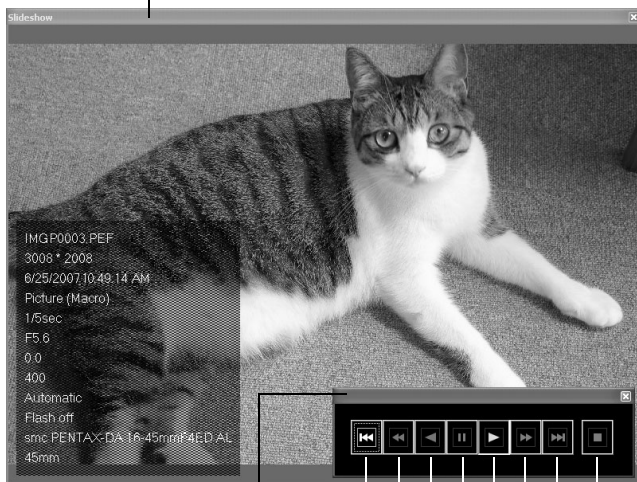 Slideshow
IMGP0003.PEF
3008 * 2008
6/25/2007 10:49:14 AM
Picture (Macro)
1/5sec
F5.6
0.0
400
Automatic
Flash off
smc PENTAX-DA 16-45mmF4ED AL
45mm